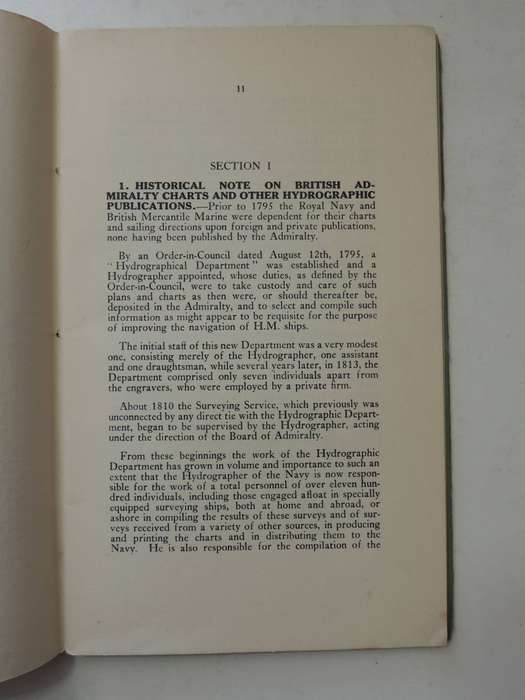 11
SECTION I
1. HISTORICAL NOTE ON BRITISH AD-
MIRALTY CHARTS AND OTHER HYDROGRAPHIC
PUBLICATIONS.—Prior to 1795 the Royal Navy and
British Mercantile Marine were dependent for their charts
and sailing directions upon foreign and private publications,
none having been published by the Admiralty.
By an Order-in-Council dated August 12th, 1795, a
"Hydrographical Department" was established and a
Hydrographer appointed, whose duties, as defined by the
Order-in-Council, were to take custody and care of such
plans and charts as then were, or should thereafter be,
deposited in the Admiralty, and to select and compile such
information as might appear to be requisite for the purpose
of improving the navigation of H.M. ships.
The initial staff of this new Department was a very modest
one, consisting merely of the Hydrographer, one assistant
and one draughtsman, while several years later, in 1813, the
Department comprised only seven individuals apart from
the engravers, who were employed by a private firm.
About 1810 the Surveying Service, which previously was
unconnected by any direct tie with the Hydrographic Depart-
ment, began to be supervised by the Hydrographer, acting
under the direction of the Board of Admiralty.
From these beginnings the work of the Hydrographic
Department has grown in volume and importance to such an
extent that the Hydrographer of the Navy is now respon-
sible for the work of a total personnel of over eleven hun-
dred individuals, including those engaged afloat in specially
equipped surveying ships, both at home and abroad, or
ashore in compiling the results of these surveys and of sur-
veys received from a variety of other sources, in producing
and printing the charts and in distributing them to the
Navy. He is also responsible for the compilation of the